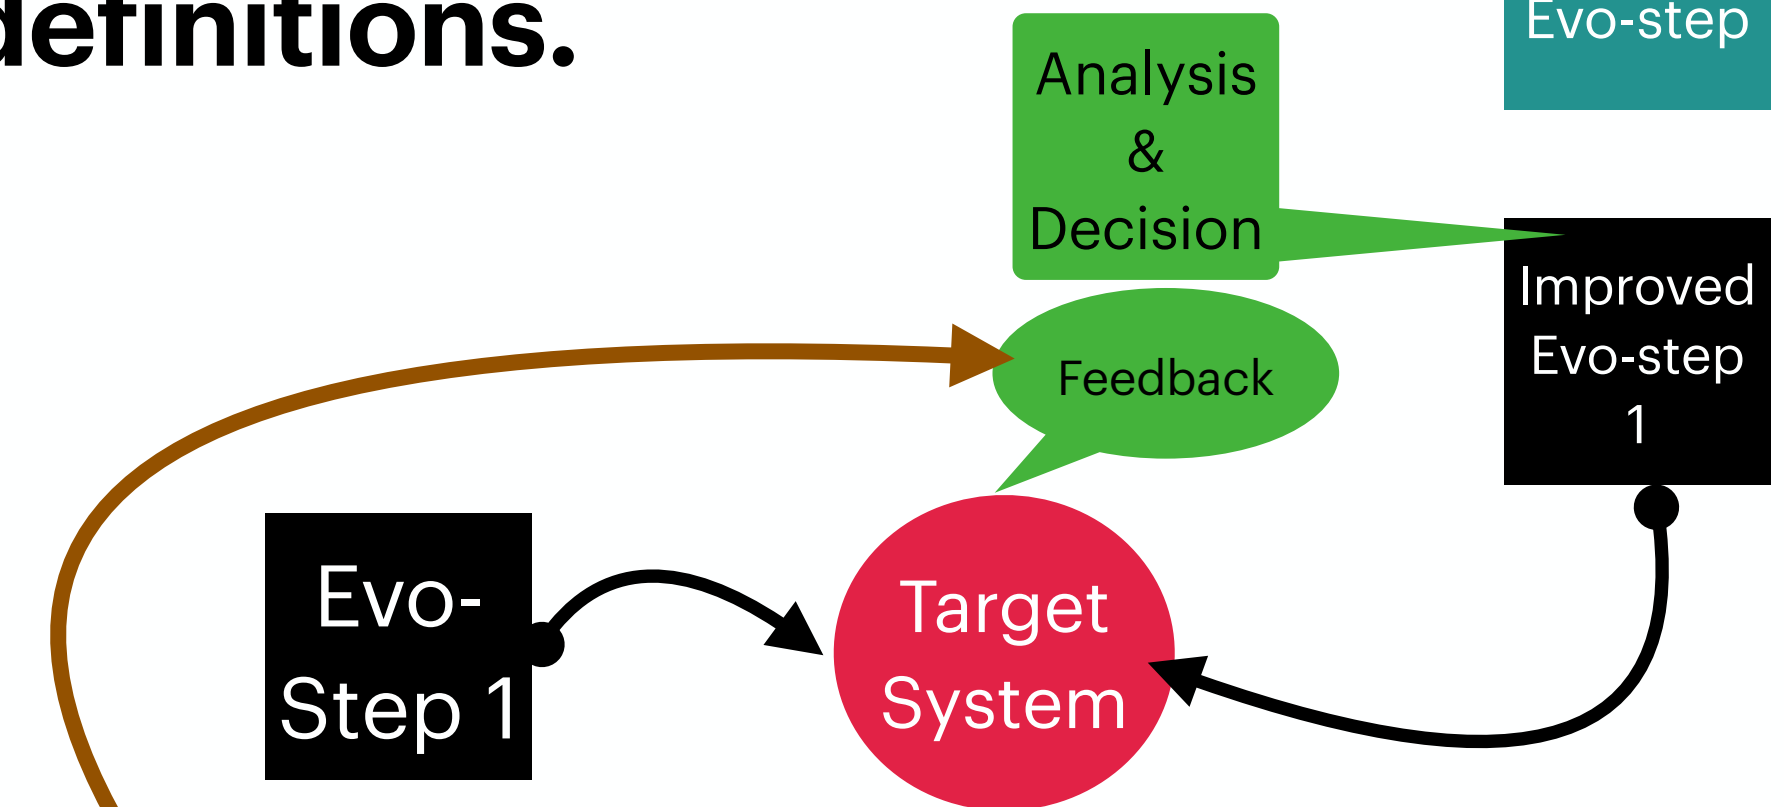 definitions.
Evo-step
Analysis
&
Decision
Improved
Evo-step
1
Feedback
Evo-
Step 1
Target
System